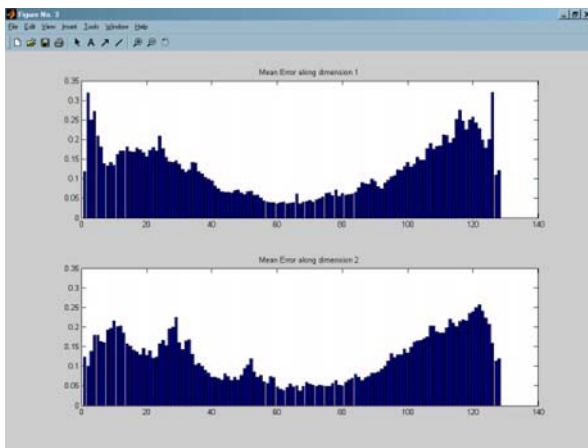 Figure No. 3
File Edit View Insert Tools Window Help
A
Mean Error along dimension 1
0.35
0.3
0.25
0.2
0.15
0.1
0.05
0
0 20 40 60 80 100 120 140
Mean Error along dimension 2
0.35
0.3
0.25
0.2
0.15
0.1
0.05
0
0 20 40 60 80 100 120 140